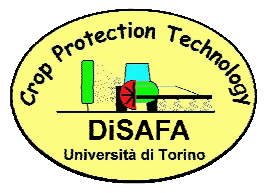 Crop Protection Technology
DiSAFA
Università di Torino